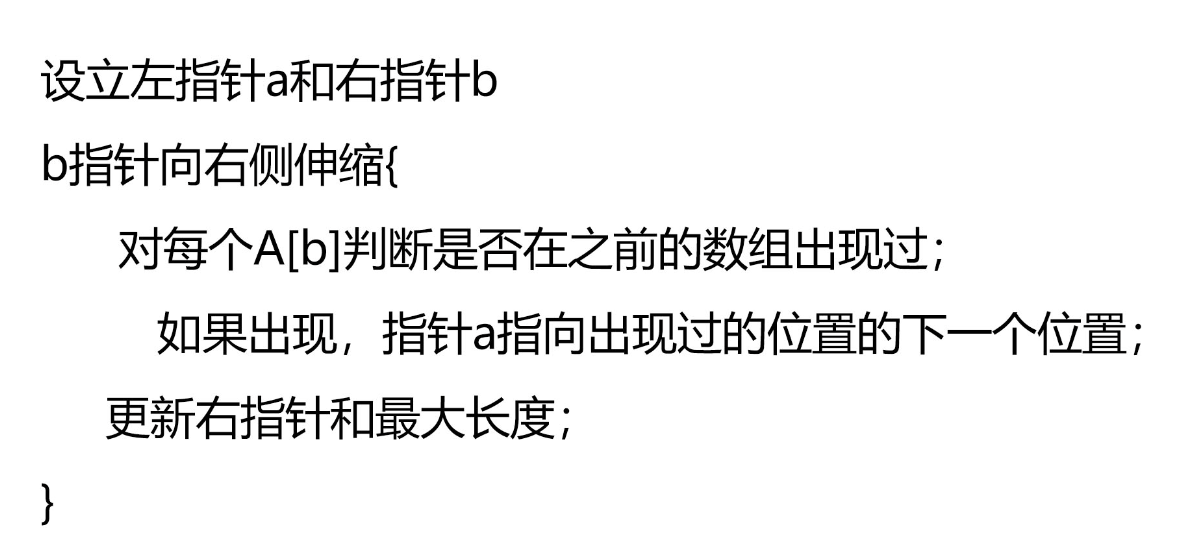 设立左指针a和右指针b
b指针向右侧伸缩{
对每个A[b]判断是否在之前的数组出现过；
如果出现，指针a指向出现过的位置的下一个位置；
更新右指针和最大长度；
}